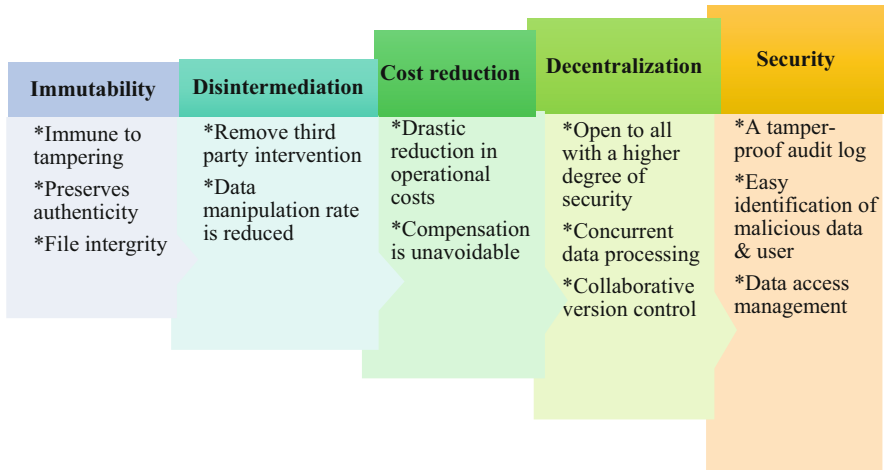 Immutability
*Immune to
tampering
*Preserves
authenticity
*File intergrity
Disintermediation
*Remove third
party intervention
*Data
manipulation rate
is reduced
Cost reduction
*Drastic
reduction in
operational
costs
*Compensation
is unavoidable
Decentralization
*Open to all
with a higher
degree of
security
*Concurrent
data processing
*Collaborative
version control
Security
*A tamper-
proof audit log
*Easy
identification of
malicious data
& user
*Data access
management